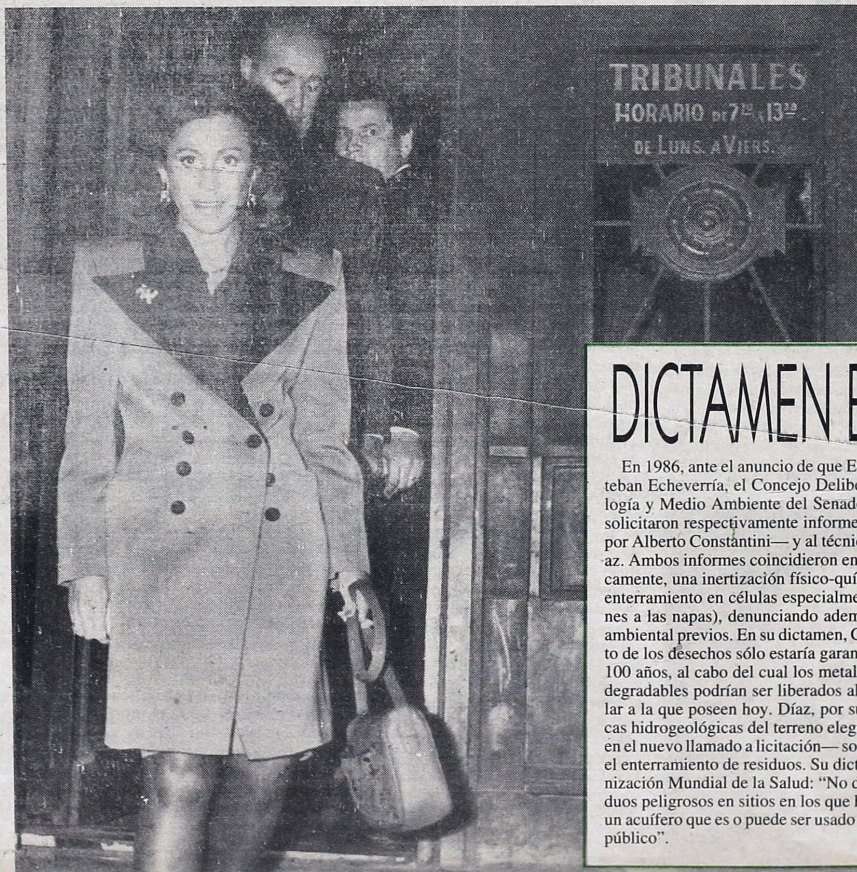 TRIBUNALES
HORARIO DE 7³⁰ A 13³⁰.
DE LUNS. A VIERS.
DICTAMEN E
En 1986, ante el anuncio de que E
teban Echeverría, el Concejo Delibe
logía y Medio Ambiente del Senad
solicitaron respectivamente informe
por Alberto Constantini— y al técni
az. Ambos informes coincidieron en
camente, una inertización físico-quí
enterramiento en células especialme
nes a las napas), denunciando adem
ambiental previos. En su dictamen, C
to de los desechos sólo estaría garan
100 años, al cabo del cual los metal
degradables podrían ser liberados al
lar a la que poseen hoy. Díaz, por su
cas hidrogeológicas del terreno eleg
en el nuevo llamado a licitación— so
el enterramiento de residuos. Su dict
nización Mundial de la Salud: “No d
duos peligrosos en sitios en los que h
un acuífero que es o puede ser usado
público”.